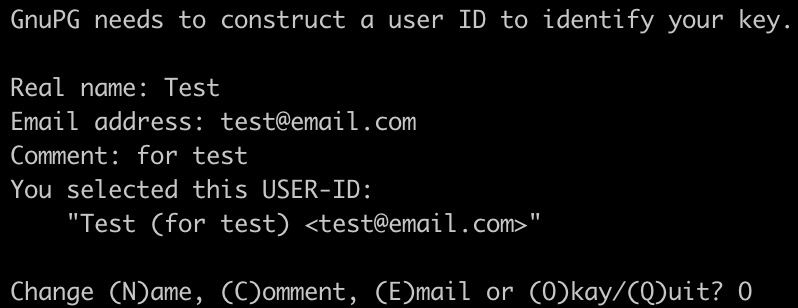 GnuPG needs to construct a user ID to identify your key.
Real name: Test
Email address: test@email.com
Comment: for test
You selected this USER-ID:
"Test (for test) <test@email.com>"
Change (N)ame, (C)omment, (E)mail or (O)kay/(Q)uit? O